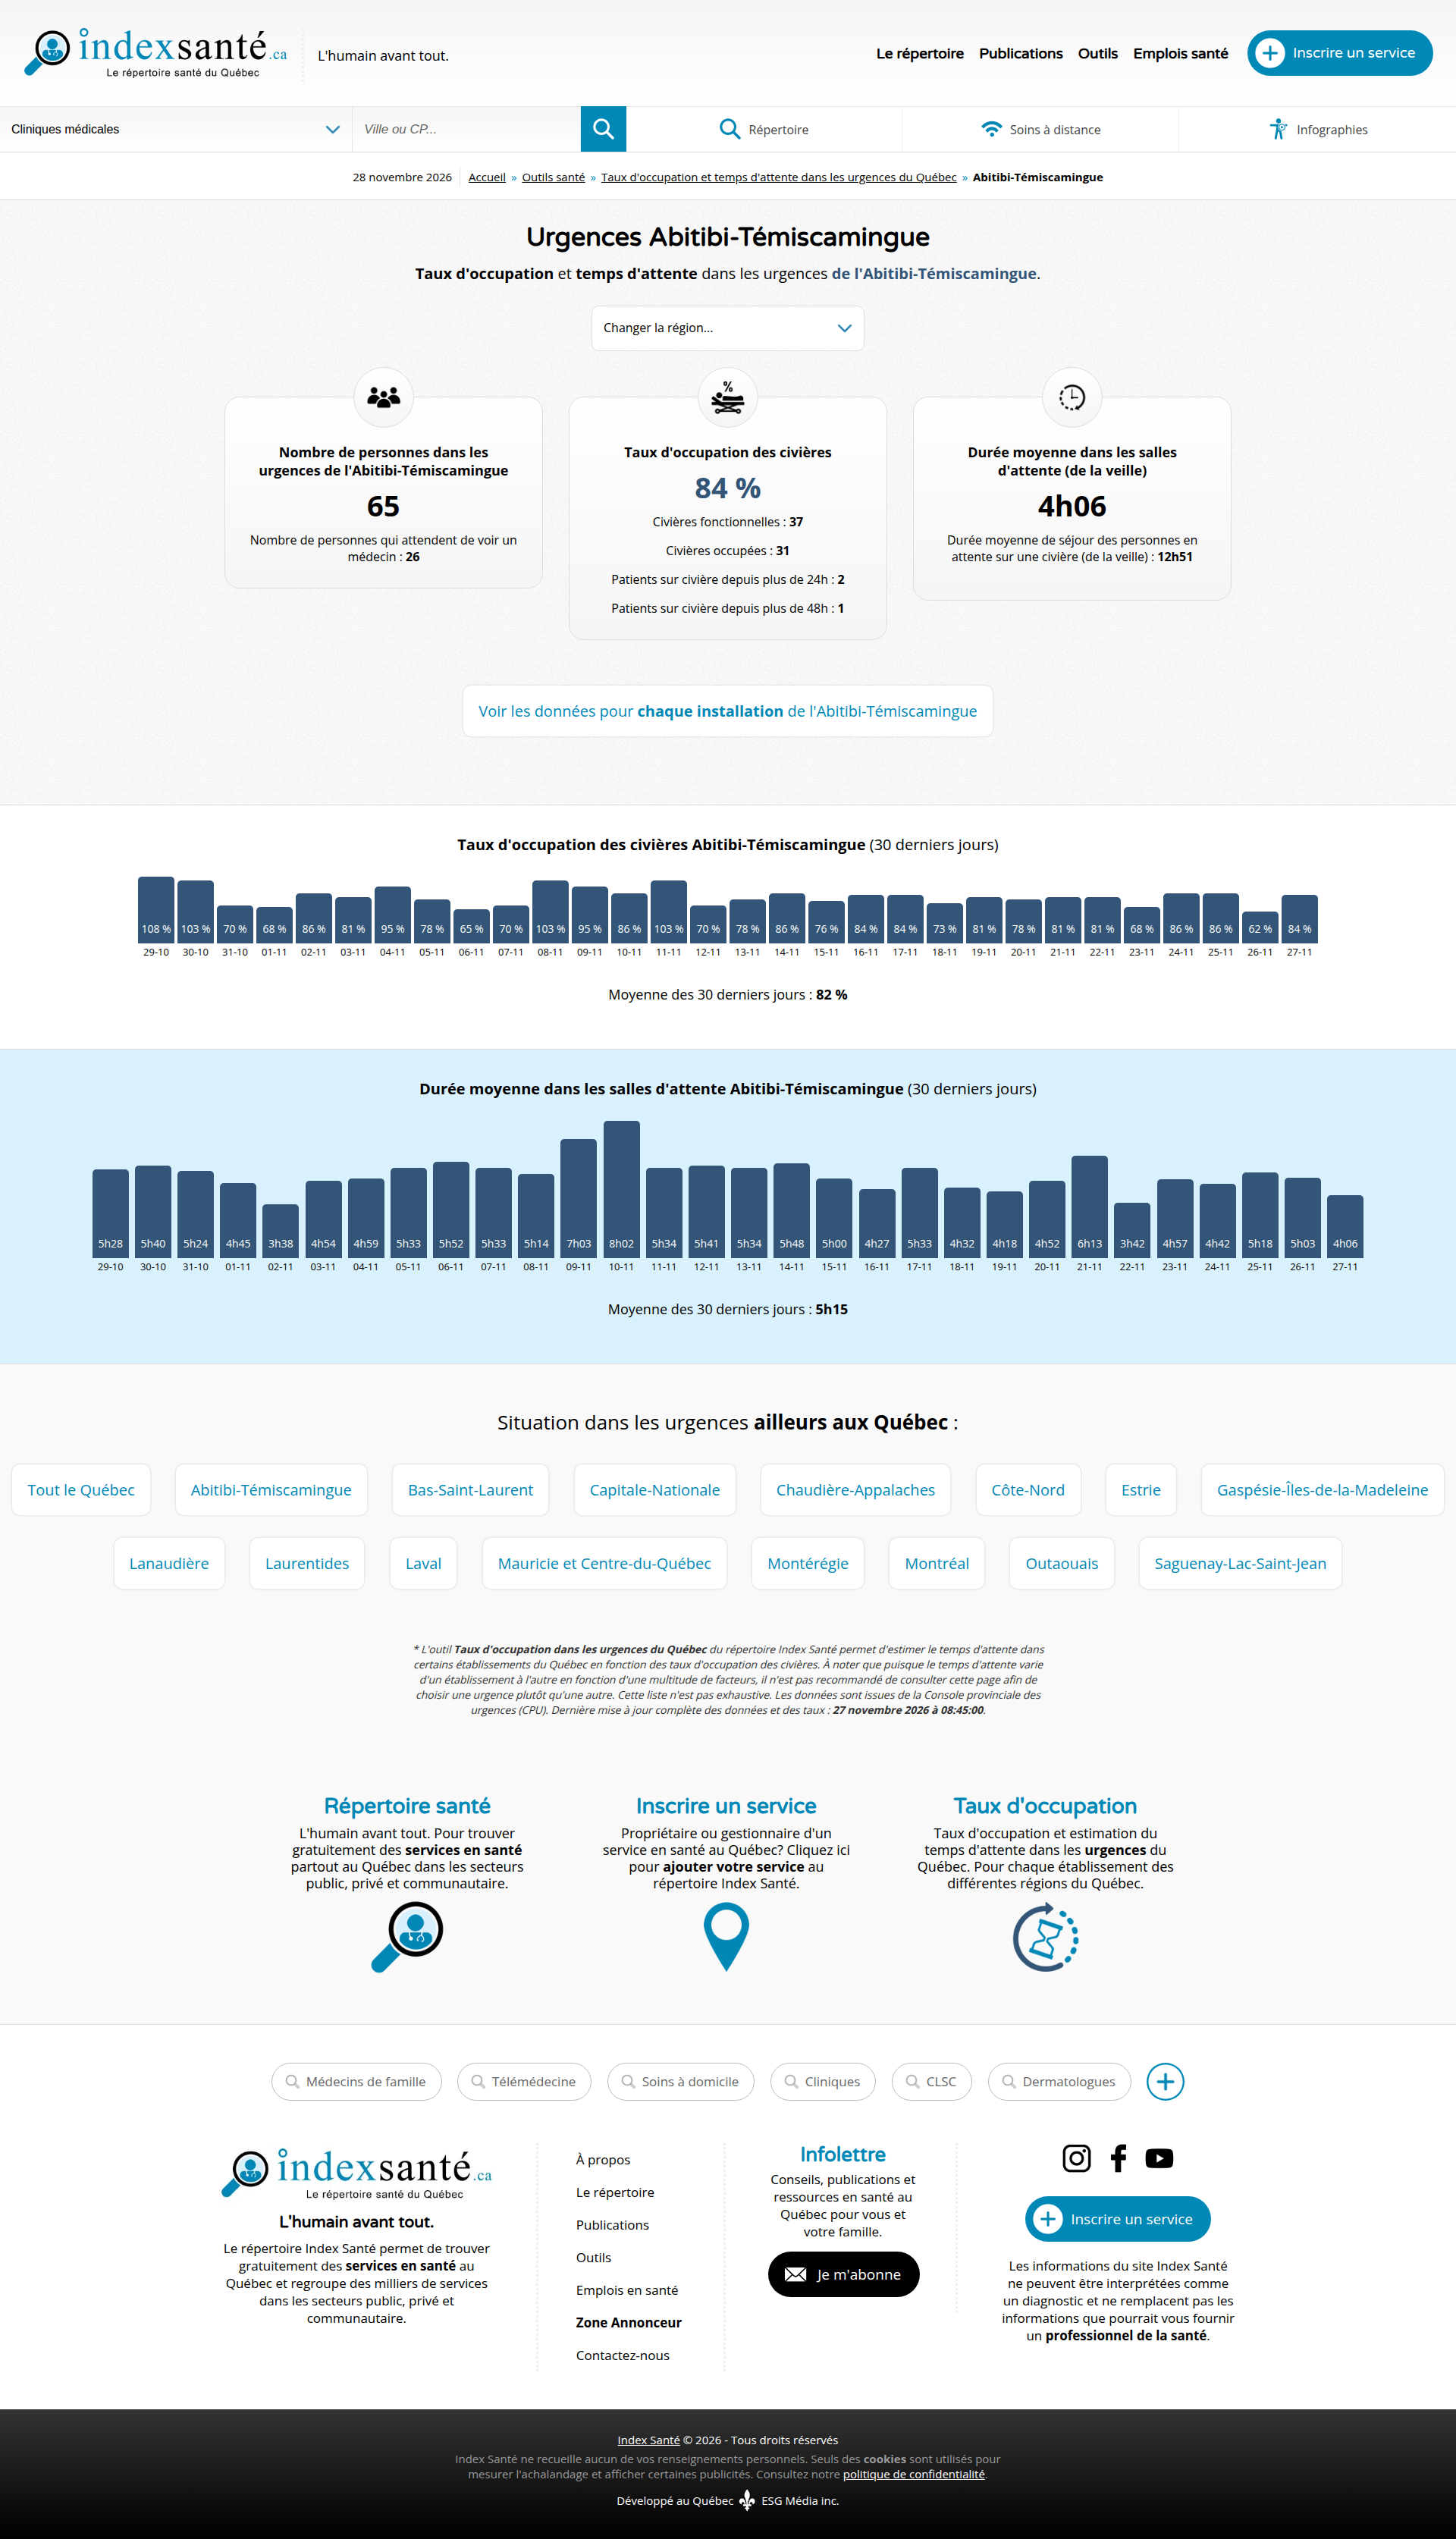 indexsanté.ca
Le répertoire santé du Québec
L'humain avant tout.
Le répertoire Publications Outils Emplois santé
Inscrire un service
Cliniques médicales
Ville ou CP...
Répertoire
Soins à distance
Infographies
28 novembre 2026 Accueil » Outils santé » Taux d'occupation et temps d'attente dans les urgences du Québec » Abitibi-Témiscamingue
Urgences Abitibi-Témiscamingue
Taux d'occupation et temps d'attente dans les urgences de l'Abitibi-Témiscamingue.
Changer la région...
Nombre de personnes dans les
urgences de l'Abitibi-Témiscamingue
65
Nombre de personnes qui attendent de voir un
médecin : 26
%
Taux d'occupation des civières
84 %
Civières fonctionnelles : 37
Civières occupées : 31
Patients sur civière depuis plus de 24h : 2
Patients sur civière depuis plus de 48h : 1
Durée moyenne dans les salles
d'attente (de la veille)
4h06
Durée moyenne de séjour des personnes en
attente sur une civière (de la veille) : 12h51
Voir les données pour chaque installation de l'Abitibi-Témiscamingue
Taux d'occupation des civières Abitibi-Témiscamingue (30 derniers jours)
108 % 103 % 70 % 68 % 86 % 81 % 95 % 78 % 65 % 70 % 103 % 95 % 86 % 103 % 70 % 78 % 86 % 76 % 84 % 84 % 73 % 81 % 78 % 81 % 81 % 68 % 86 % 86 % 62 % 84 %
29-10 30-10 31-10 01-11 02-11 03-11 04-11 05-11 06-11 07-11 08-11 09-11 10-11 11-11 12-11 13-11 14-11 15-11 16-11 17-11 18-11 19-11 20-11 21-11 22-11 23-11 24-11 25-11 26-11 27-11
Moyenne des 30 derniers jours : 82 %
Durée moyenne dans les salles d'attente Abitibi-Témiscamingue (30 derniers jours)
5h28 5h40 5h24 4h45 3h38 4h54 4h59 5h33 5h52 5h33 5h14 7h03 8h02 5h34 5h41 5h34 5h48 5h00 4h27 5h33 4h32 4h18 4h52 6h13 3h42 4h57 4h42 5h18 5h03 4h06
29-10 30-10 31-10 01-11 02-11 03-11 04-11 05-11 06-11 07-11 08-11 09-11 10-11 11-11 12-11 13-11 14-11 15-11 16-11 17-11 18-11 19-11 20-11 21-11 22-11 23-11 24-11 25-11 26-11 27-11
Moyenne des 30 derniers jours : 5h15
Situation dans les urgences ailleurs aux Québec :
Tout le Québec Abitibi-Témiscamingue Bas-Saint-Laurent Capitale-Nationale Chaudière-Appalaches Côte-Nord Estrie Gaspésie-Îles-de-la-Madeleine
Lanaudière Laurentides Laval Mauricie et Centre-du-Québec Montérégie Montréal Outaouais Saguenay-Lac-Saint-Jean
* L'outil Taux d'occupation dans les urgences du Québec du répertoire Index Santé permet d'estimer le temps d'attente dans
certains établissements du Québec en fonction des taux d'occupation des civières. À noter que puisque le temps d'attente varie
d'un établissement à l'autre en fonction d'une multitude de facteurs, il n'est pas recommandé de consulter cette page afin de
choisir une urgence plutôt qu'une autre. Cette liste n'est pas exhaustive. Les données sont issues de la Console provinciale des
urgences (CPU). Dernière mise à jour complète des données et des taux : 27 novembre 2026 à 08:45:00.
Répertoire santé
L'humain avant tout. Pour trouver
gratuitement des services en santé
partout au Québec dans les secteurs
public, privé et communautaire.
Inscrire un service
Propriétaire ou gestionnaire d'un
service en santé au Québec? Cliquez ici
pour ajouter votre service au
répertoire Index Santé.
Taux d'occupation
Taux d'occupation et estimation du
temps d'attente dans les urgences du
Québec. Pour chaque établissement des
différentes régions du Québec.
Médecins de famille Télémédecine Soins à domicile Cliniques CLSC Dermatologues
indexsanté.ca
Le répertoire santé du Québec
L'humain avant tout.
Le répertoire Index Santé permet de trouver
gratuitement des services en santé au
Québec et regroupe des milliers de services
dans les secteurs public, privé et
communautaire.
À propos
Le répertoire
Publications
Outils
Emplois en santé
Zone Annonceur
Contactez-nous
Infolettre
Conseils, publications et
ressources en santé au
Québec pour vous et
votre famille.
Je m'abonne
Inscrire un service
Les informations du site Index Santé
ne peuvent être interprétées comme
un diagnostic et ne remplacent pas les
informations que pourrait vous fournir
un professionnel de la santé.
Index Santé © 2026 - Tous droits réservés
Index Santé ne recueille aucun de vos renseignements personnels. Seuls des cookies sont utilisés pour
mesurer l'achalandage et afficher certaines publicités. Consultez notre politique de confidentialité.
Développé au Québec ESG Média inc.